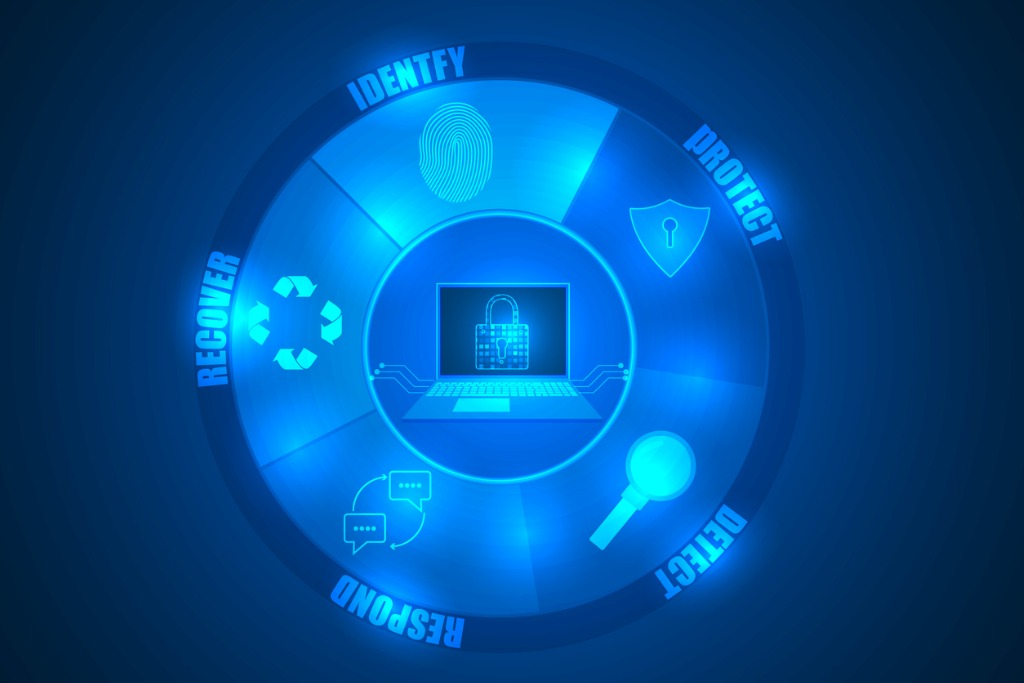 IDENTFY
PROTECT
DETECT
RESPOND
RECOVER